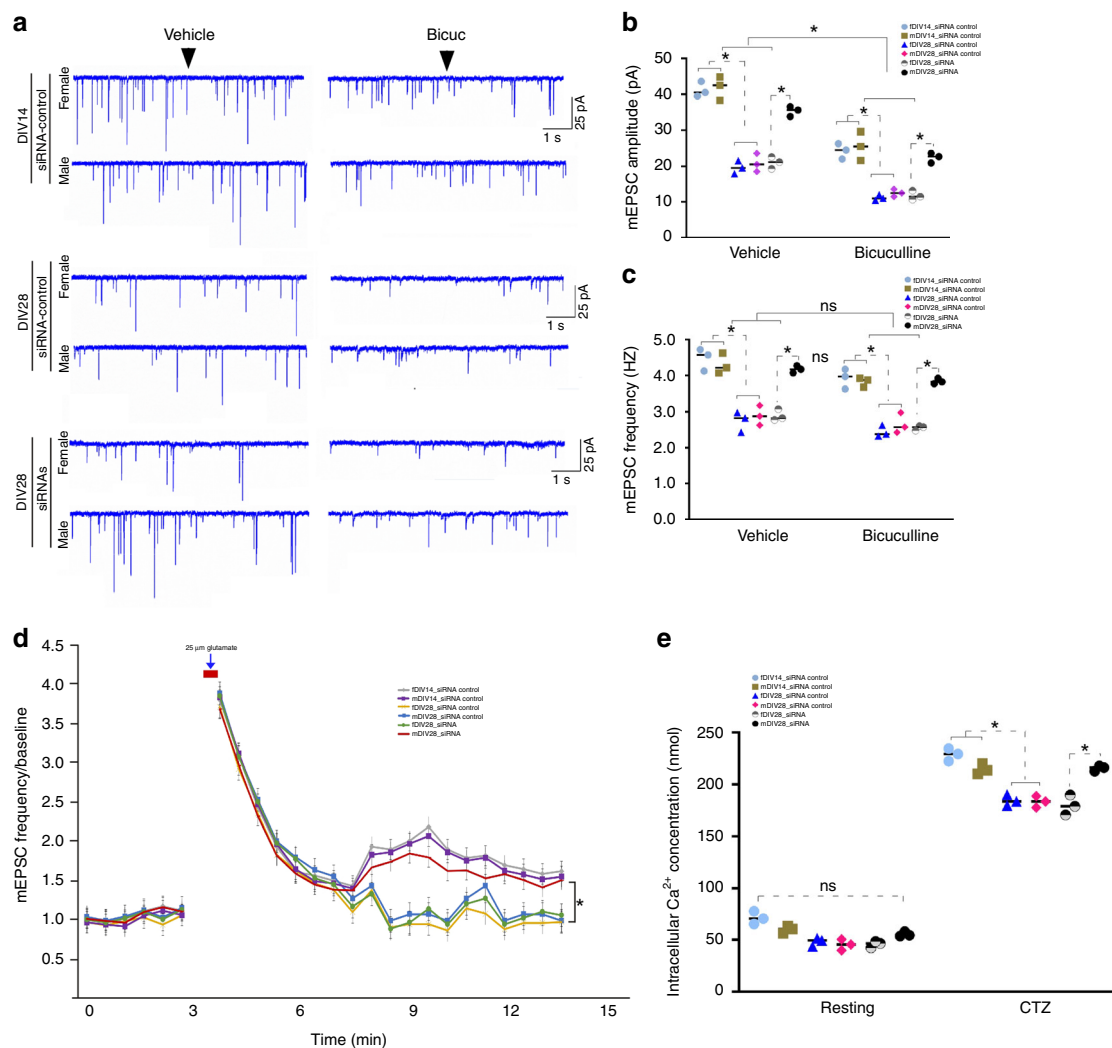 a
Vehicle
Bicuc
DIV14
siRNA-control
Female
Male
25 pA
1 s
DIV28
siRNA-control
Female
Male
25 pA
1 s
DIV28
siRNAs
Female
Male
25 pA
1 s
b
*
fDIV14_siRNA control
mDIV14_siRNA control
fDIV28_siRNA control
mDIV28_siRNA control
fDIV28_siRNA
mDIV28_siRNA
mEPSC amplitude (pA)
50
40
30
20
10
0
*
*
*
*
Vehicle
Bicuculline
c
fDIV14_siRNA control
mDIV14_siRNA control
fDIV28_siRNA control
mDIV28_siRNA control
fDIV28_siRNA
mDIV28_siRNA
mEPSC frequency (HZ)
5.0
4.0
3.0
2.0
1.0
0.0
ns
ns
*
*
*
*
Vehicle
Bicuculline
d
mEPSC frequency/baseline
4.5
4.0
3.5
3.0
2.5
2.0
1.5
1.0
0.5
25 μm glutamate
fDIV14_siRNA control
mDIV14_siRNA control
fDIV28_siRNA control
mDIV28_siRNA control
fDIV28_siRNA
mDIV28_siRNA
*
0 3 6 9 12 15
Time (min)
e
fDIV14_siRNA control
mDIV14_siRNA control
fDIV28_siRNA control
mDIV28_siRNA control
fDIV28_siRNA
mDIV28_siRNA
Intracellular Ca²⁺ concentration (nmol)
250
200
150
100
50
0
ns
*
*
Resting
CTZ